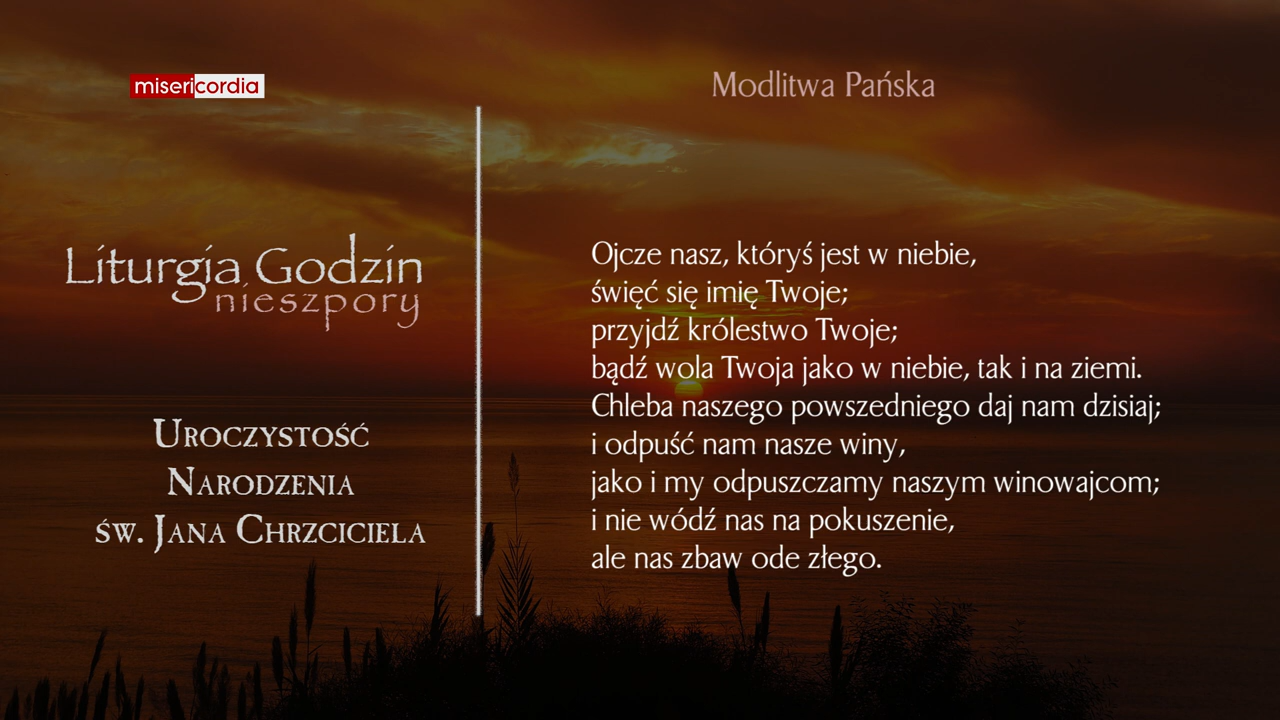 misericordia
Liturgia Godzin
nieszpory
Uroczystość
Narodzenia
św. Jana Chrzciciela
Modlitwa Pańska
Ojcze nasz, któryś jest w niebie,
święć się imię Twoje;
przyjdź królestwo Twoje;
bądź wola Twoja jako w niebie, tak i na ziemi.
Chleba naszego powszedniego daj nam dzisiaj;
i odpuść nam nasze winy,
jako i my odpuszczamy naszym winowajcom;
i nie wódź nas na pokuszenie,
ale nas zbaw ode złego.